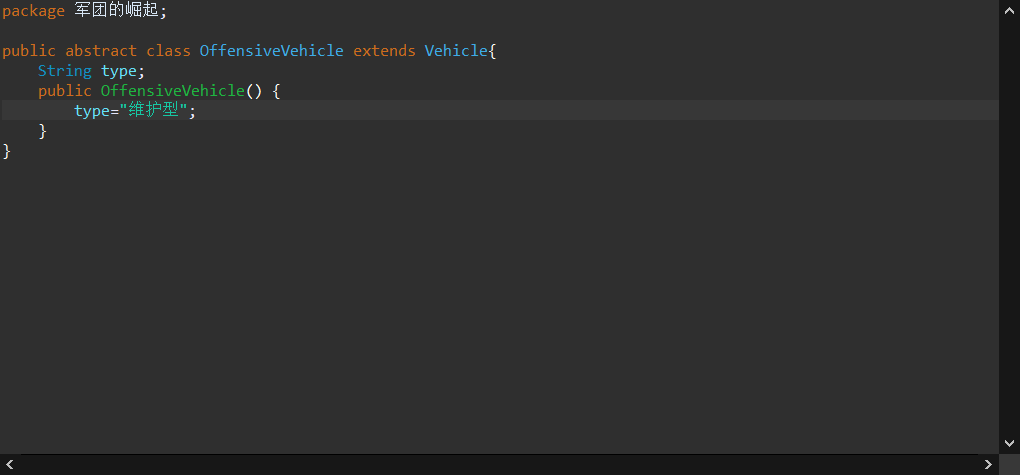 package 军团的崛起;
public abstract class OffensiveVehicle extends Vehicle{
String type;
public OffensiveVehicle() {
type="维护型";
}
}